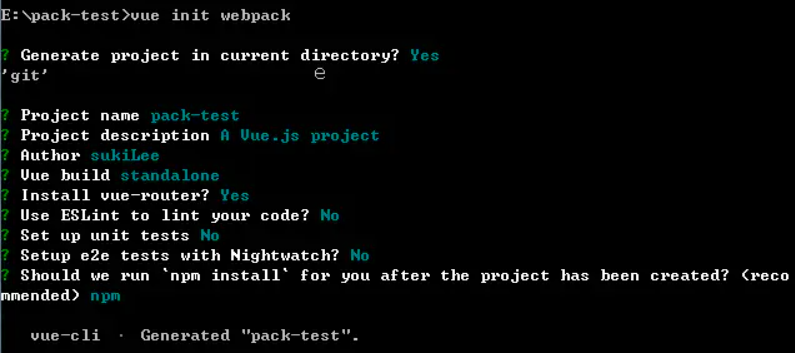 E:\pack-test>vue init webpack
? Generate project in current directory? Yes
'git'
? Project name pack-test
? Project description A Vue.js project
? Author sukiLee
? Vue build standalone
? Install vue-router? Yes
? Use ESLint to lint your code? No
? Set up unit tests No
? Setup e2e tests with Nightwatch? No
? Should we run `npm install` for you after the project has been created? (reco
mmended) npm
vue-cli · Generated "pack-test".